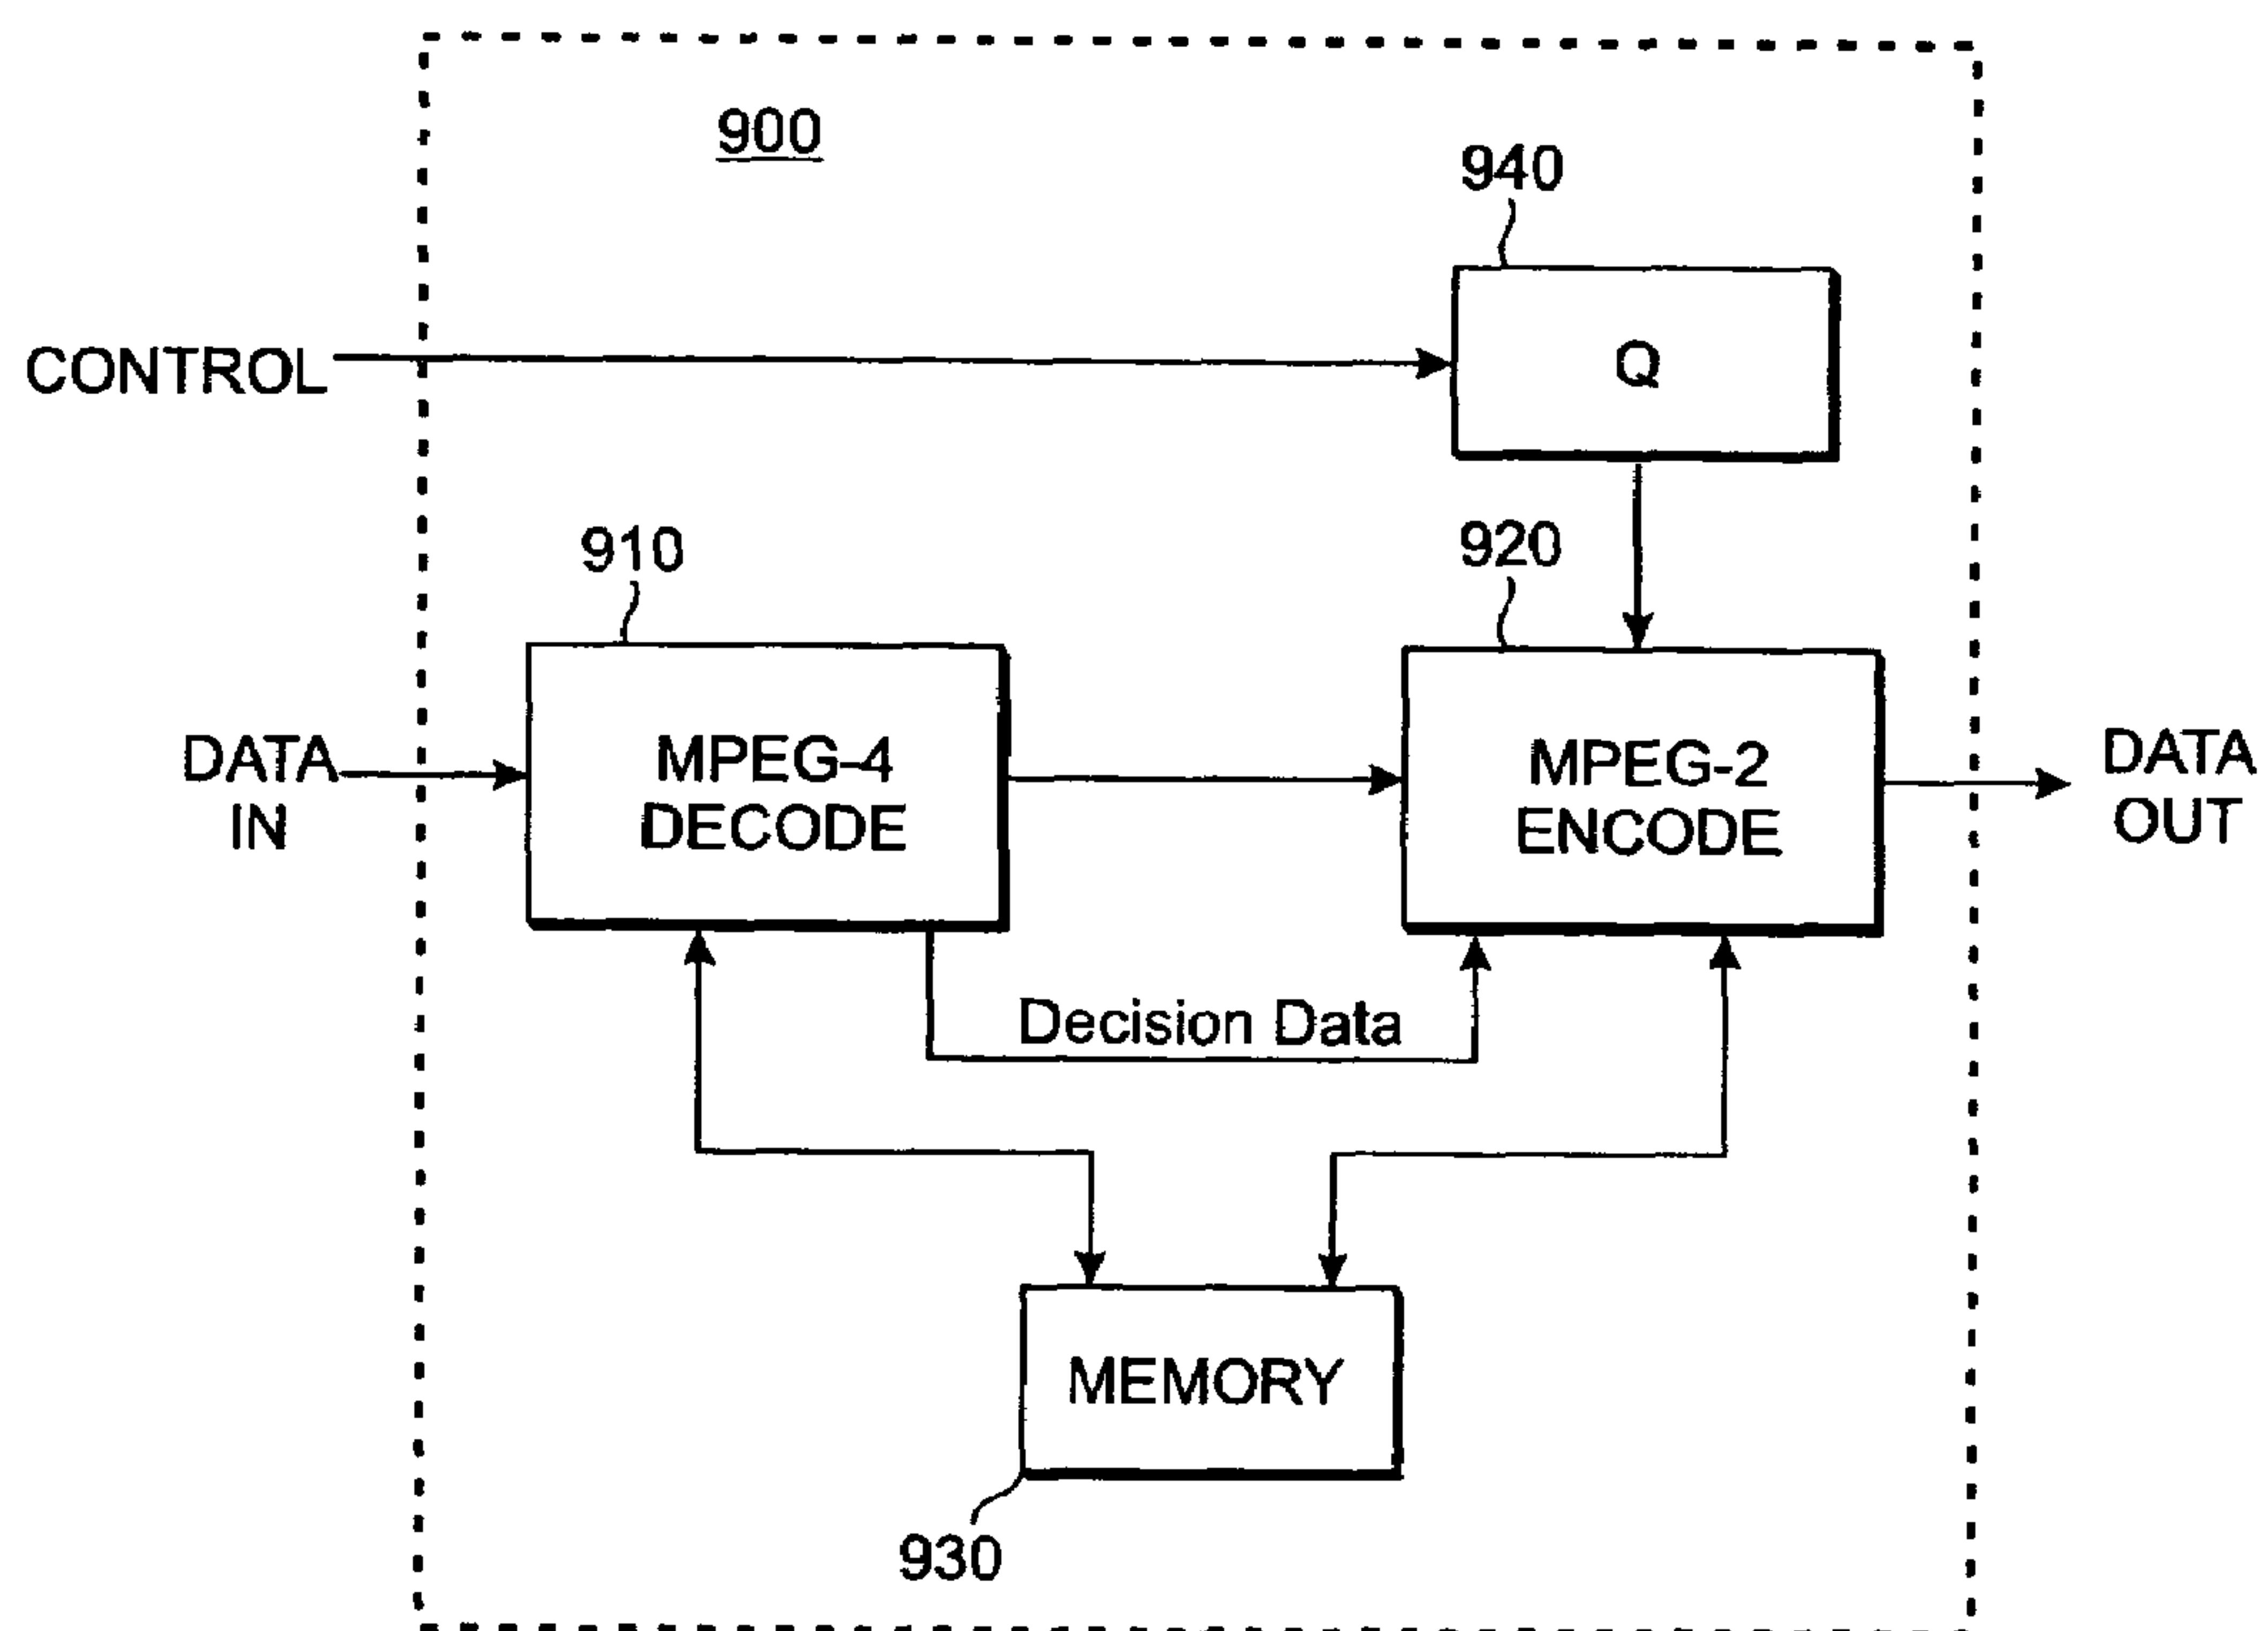 900
940
CONTROL
Q
910
920
DATA
IN
MPEG-4
DECODE
MPEG-2
ENCODE
DATA
OUT
Decision Data
MEMORY
930